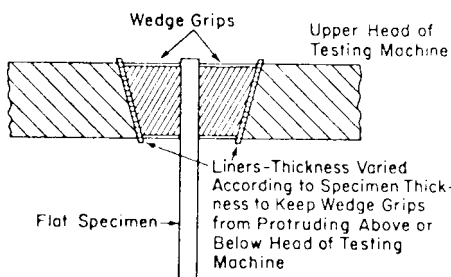 Wedge Grips
Upper Head of
Testing Machine
Liners-Thickness Varied
According to Specimen Thick-
ness to Keep Wedge Grips
from Protruding Above or
Below Head of Testing
Machine
Flat Specimen